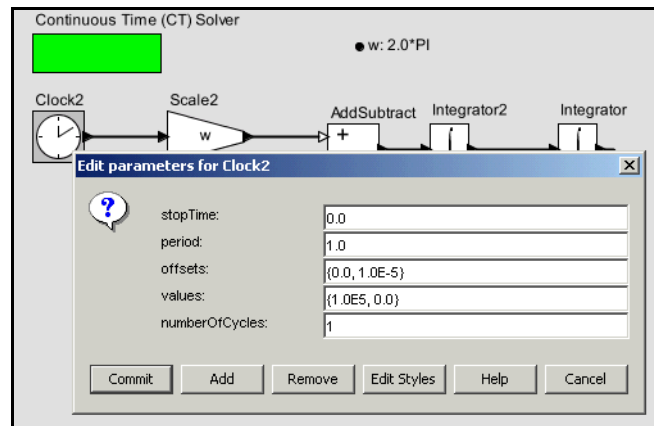 Continuous Time (CT) Solver
w: 2.0*PI
Clock2 Scale2 AddSubtract Integrator2 Integrator
w +
Edit parameters for Clock2
stopTime: 0.0
period: 1.0
offsets: {0.0, 1.0E-5}
values: {1.0E5, 0.0}
numberOfCycles: 1
Commit Add Remove Edit Styles Help Cancel